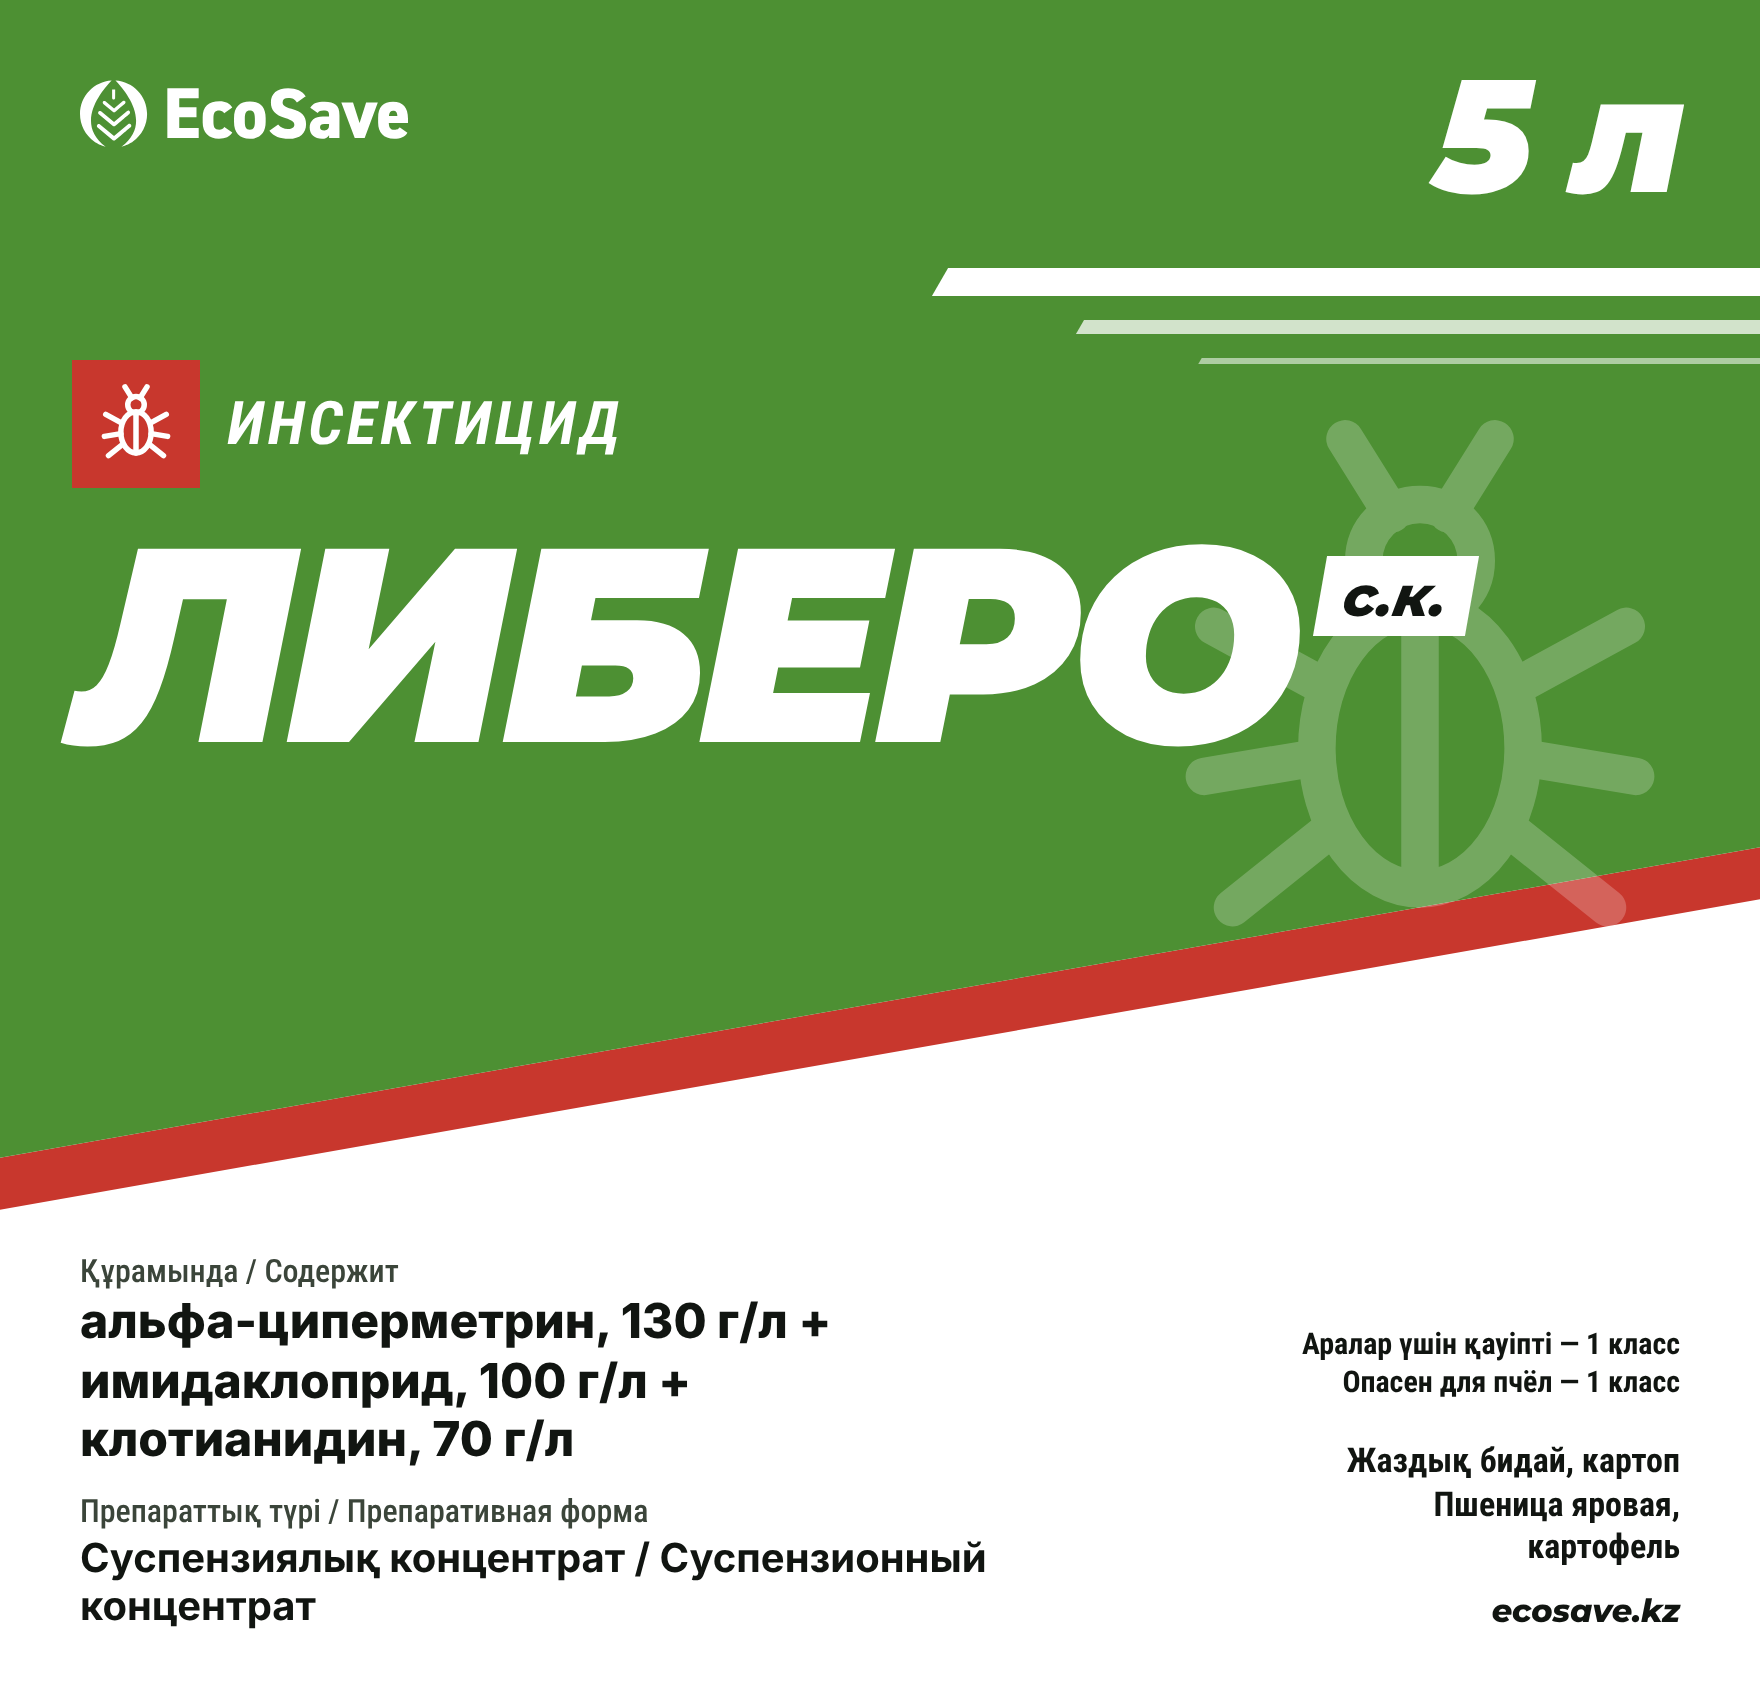 EcoSave
5 л
ИНСЕКТИЦИД
ЛИБЕРО
с.к.
Құрамында / Содержит
альфа-циперметрин, 130 г/л +
имидаклоприд, 100 г/л +
клотианидин, 70 г/л
Препараттық түрі / Препаративная форма
Суспензиялық концентрат / Суспензионный
концентрат
Аралар үшін қауіпті — 1 класс
Опасен для пчёл — 1 класс
Жаздық бидай, картоп
Пшеница яровая,
картофель
ecosave.kz